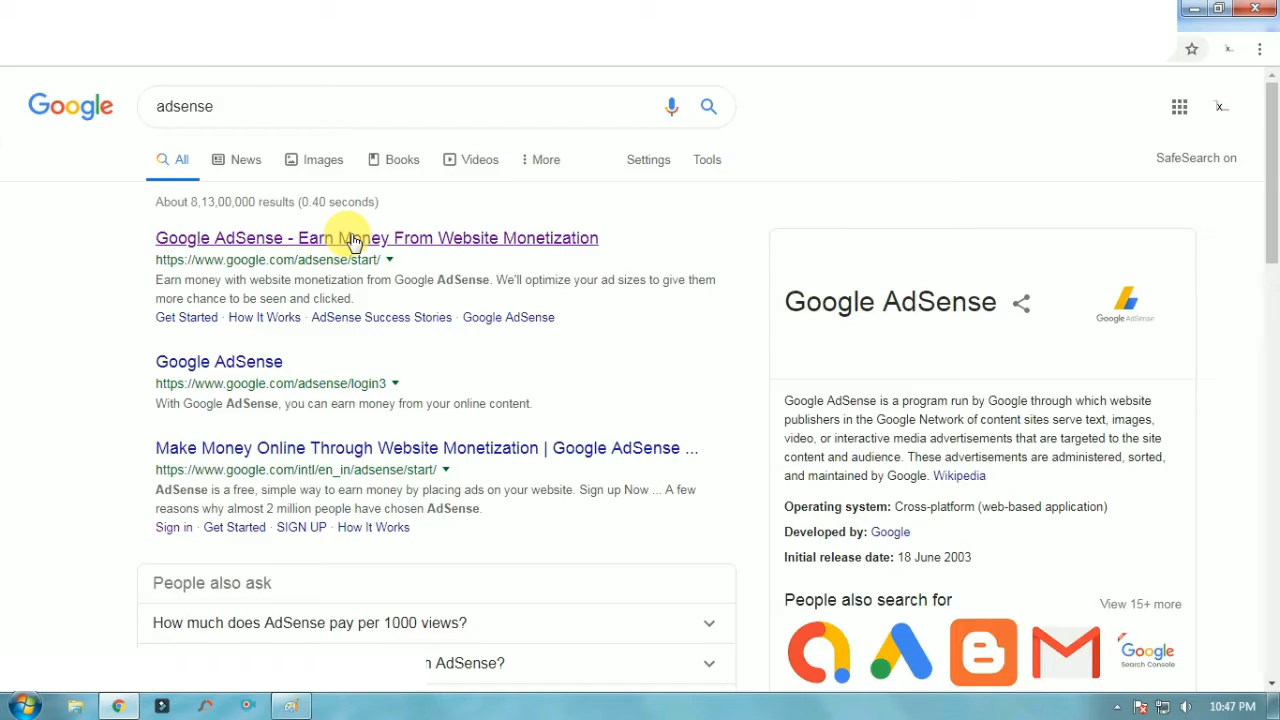 Google
adsense
All
News
Images
Books
Videos
More
Settings
Tools
SafeSearch on
About 8,13,00,000 results (0.40 seconds)
Google AdSense - Earn Money From Website Monetization
https://www.google.com/adsense/start/
Earn money with website monetization from Google AdSense. We'll optimize your ad sizes to give them
more chance to be seen and clicked.
Get Started · How It Works · AdSense Success Stories · Google AdSense
Google AdSense
https://www.google.com/adsense/login3
With Google AdSense, you can earn money from your online content.
Make Money Online Through Website Monetization | Google AdSense ...
https://www.google.com/intl/en_in/adsense/start/
AdSense is a free, simple way to earn money by placing ads on your website. Sign up Now ... A few
reasons why almost 2 million people have chosen AdSense.
Sign in · Get Started · SIGN UP · How It Works
People also ask
How much does AdSense pay per 1000 views?
AdSense?
Google AdSense
Google AdSense
Google AdSense is a program run by Google through which website
publishers in the Google Network of content sites serve text, images,
video, or interactive media advertisements that are targeted to the site
content and audience. These advertisements are administered, sorted,
and maintained by Google. Wikipedia
Operating system: Cross-platform (web-based application)
Developed by: Google
Initial release date: 18 June 2003
People also search for
View 15+ more
Google
Search Console
10:47 PM